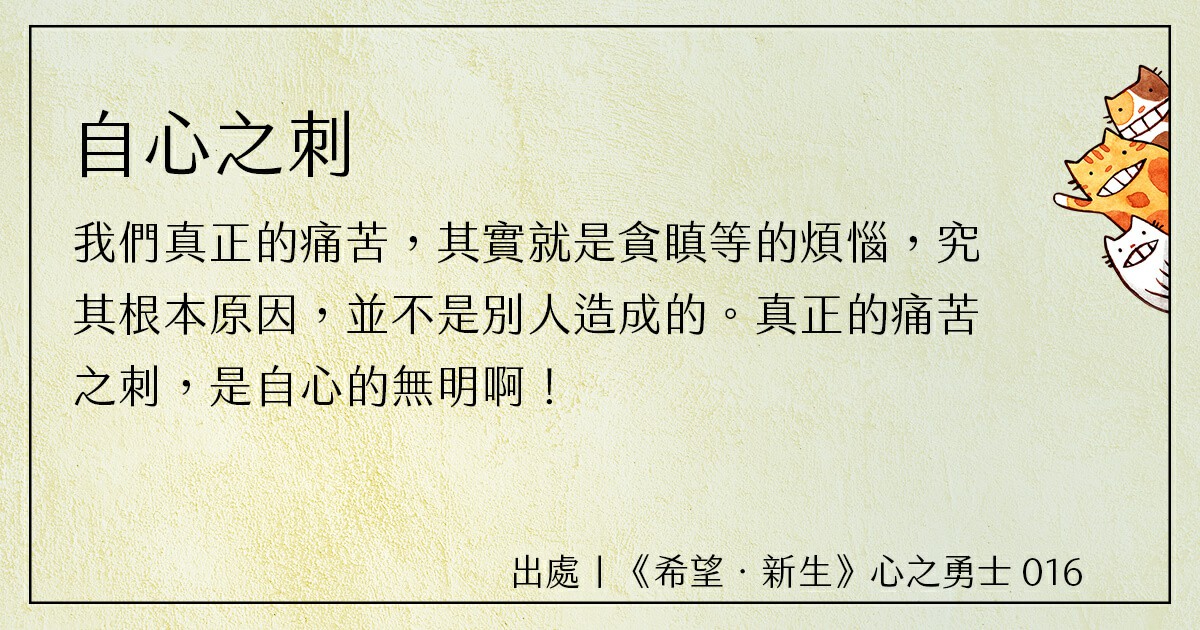 自心之刺
我們真正的痛苦，其實就是貪瞋等的煩惱，究
其根本原因，並不是別人造成的。真正的痛苦
之刺，是自心的無明啊！
出處〡《希望．新生》心之勇士 016